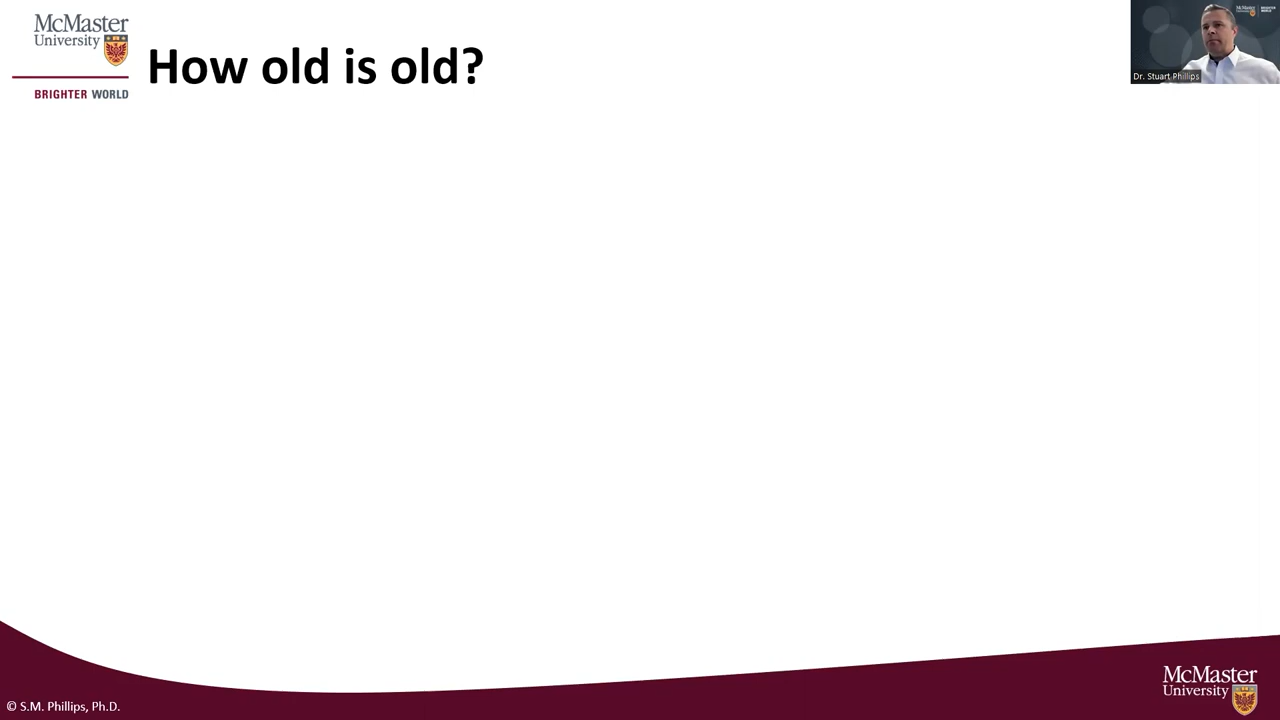 McMaster
University
BRIGHTER WORLD
How old is old?
Dr. Stuart Phillips
© S.M. Phillips, Ph.D.
McMaster
University